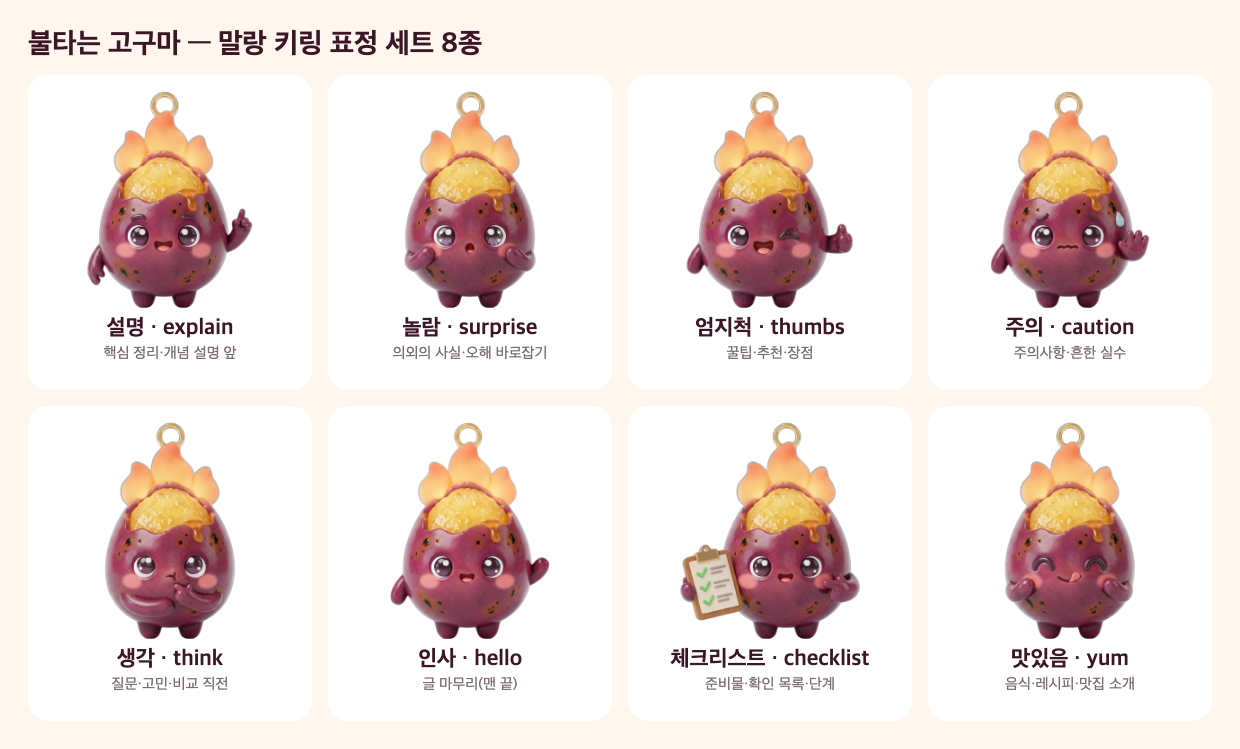 불타는 고구마 — 말랑 키링 표정 세트 8종
설명 · explain
핵심 정리·개념 설명 앞
놀람 · surprise
의외의 사실·오해 바로잡기
엄지척 · thumbs
꿀팁·추천·장점
주의 · caution
주의사항·흔한 실수
생각 · think
질문·고민·비교 직전
인사 · hello
글 마무리(맨 끝)
체크리스트 · checklist
준비물·확인 목록·단계
맛있음 · yum
음식·레시피·맛집 소개